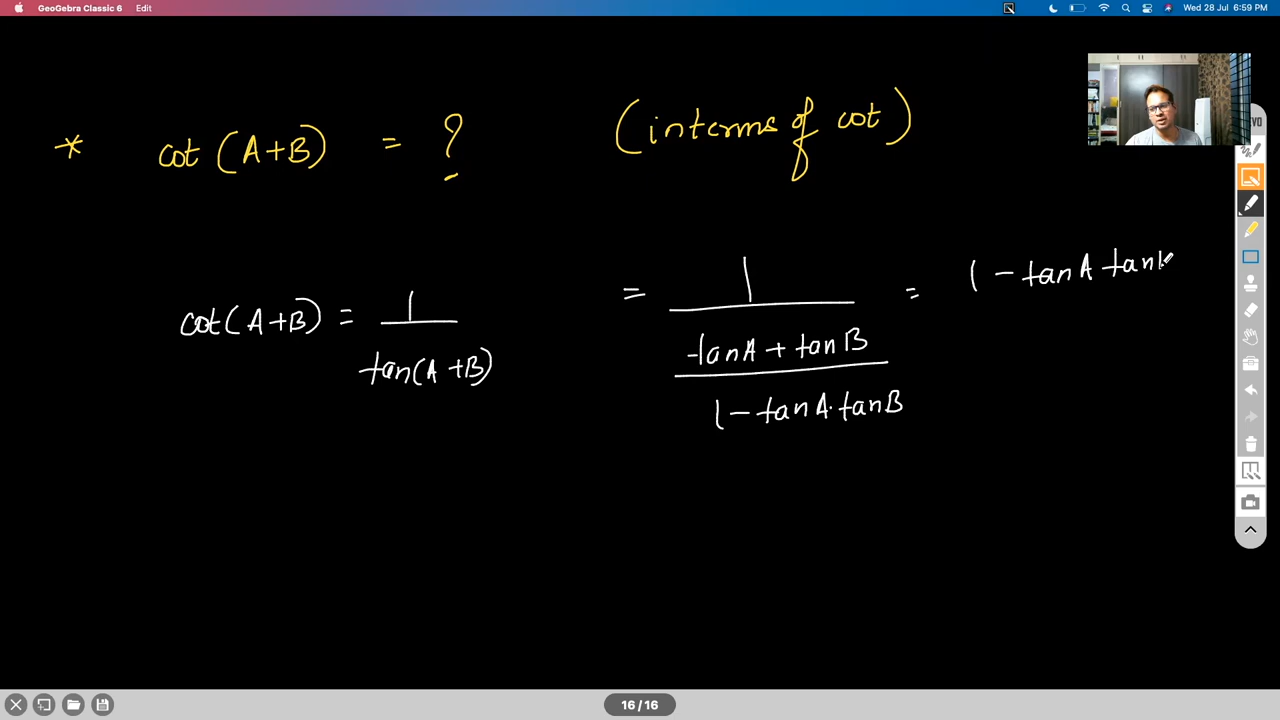 GeoGebra Classic 6 Edit Wed 28 Jul 6:59 PM
* cot (A+B) = ? (interms of cot)
cot(A+B) = 1 / tan(A+B) = 1 / (tanA + tanB / 1 - tanA·tanB) = 1 - tanA tan
16 / 16